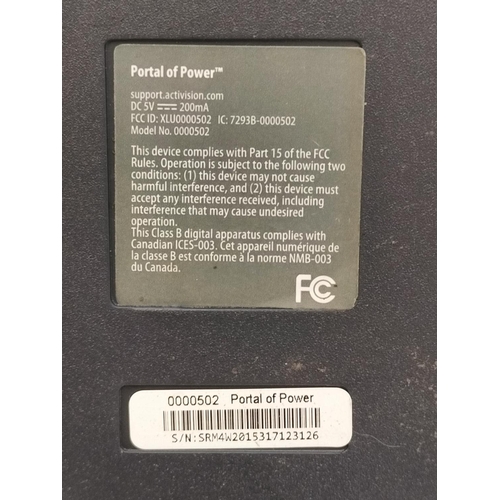 Portal of Power™
support.activision.com
DC 5V ⎓ 200mA
FCC ID: XLU0000502 IC: 7293B-0000502
Model No. 0000502
This device complies with Part 15 of the FCC
Rules. Operation is subject to the following two
conditions: (1) this device may not cause
harmful interference, and (2) this device must
accept any interference received, including
interference that may cause undesired
operation.
This Class B digital apparatus complies with
Canadian ICES-003. Cet appareil numérique de
la classe B est conforme à la norme NMB-003
du Canada.
FC
0000502 Portal of Power
S/N:SRM4W2015317123126